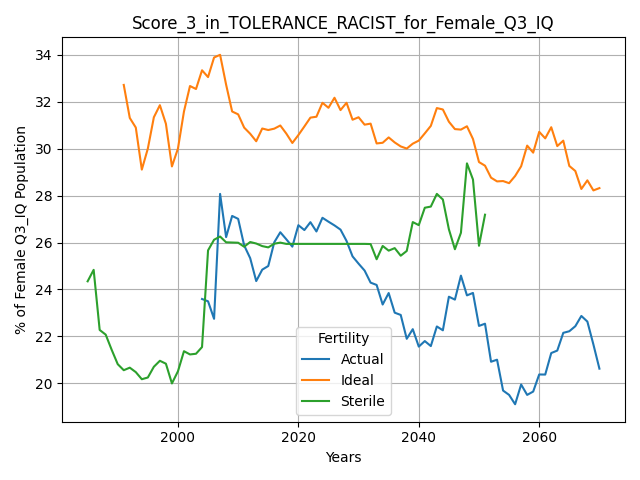 Score_3_in_TOLERANCE_RACIST_for_Female_Q3_IQ
% of Female Q3_IQ Population
34
32
30
28
26
24
22
20
Fertility
Actual
Ideal
Sterile
2000 2020 2040 2060
Years